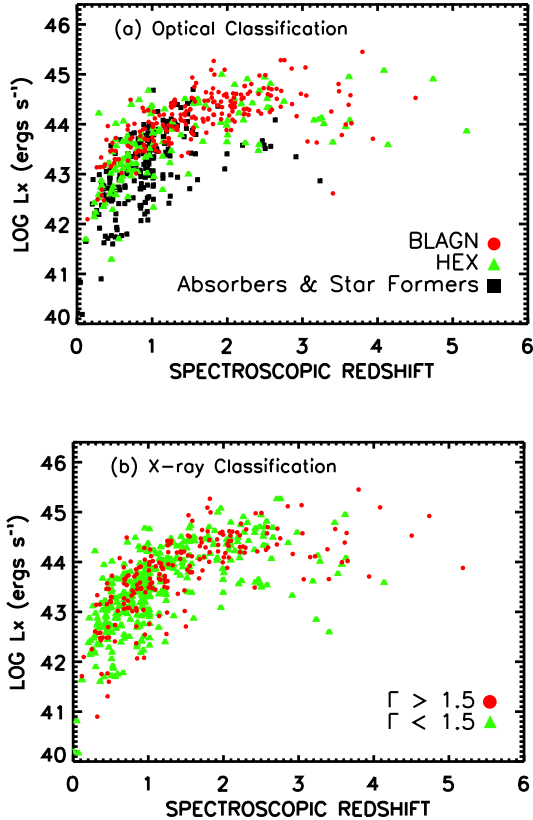 (a) Optical Classification
46
45
44
43
42
41
40
LOG Lx (ergs s⁻¹)
BLAGN
HEX
Absorbers & Star Formers
0 1 2 3 4 5 6
SPECTROSCOPIC REDSHIFT
(b) X-ray Classification
46
45
44
43
42
41
40
LOG Lx (ergs s⁻¹)
Γ > 1.5
Γ < 1.5
0 1 2 3 4 5 6
SPECTROSCOPIC REDSHIFT